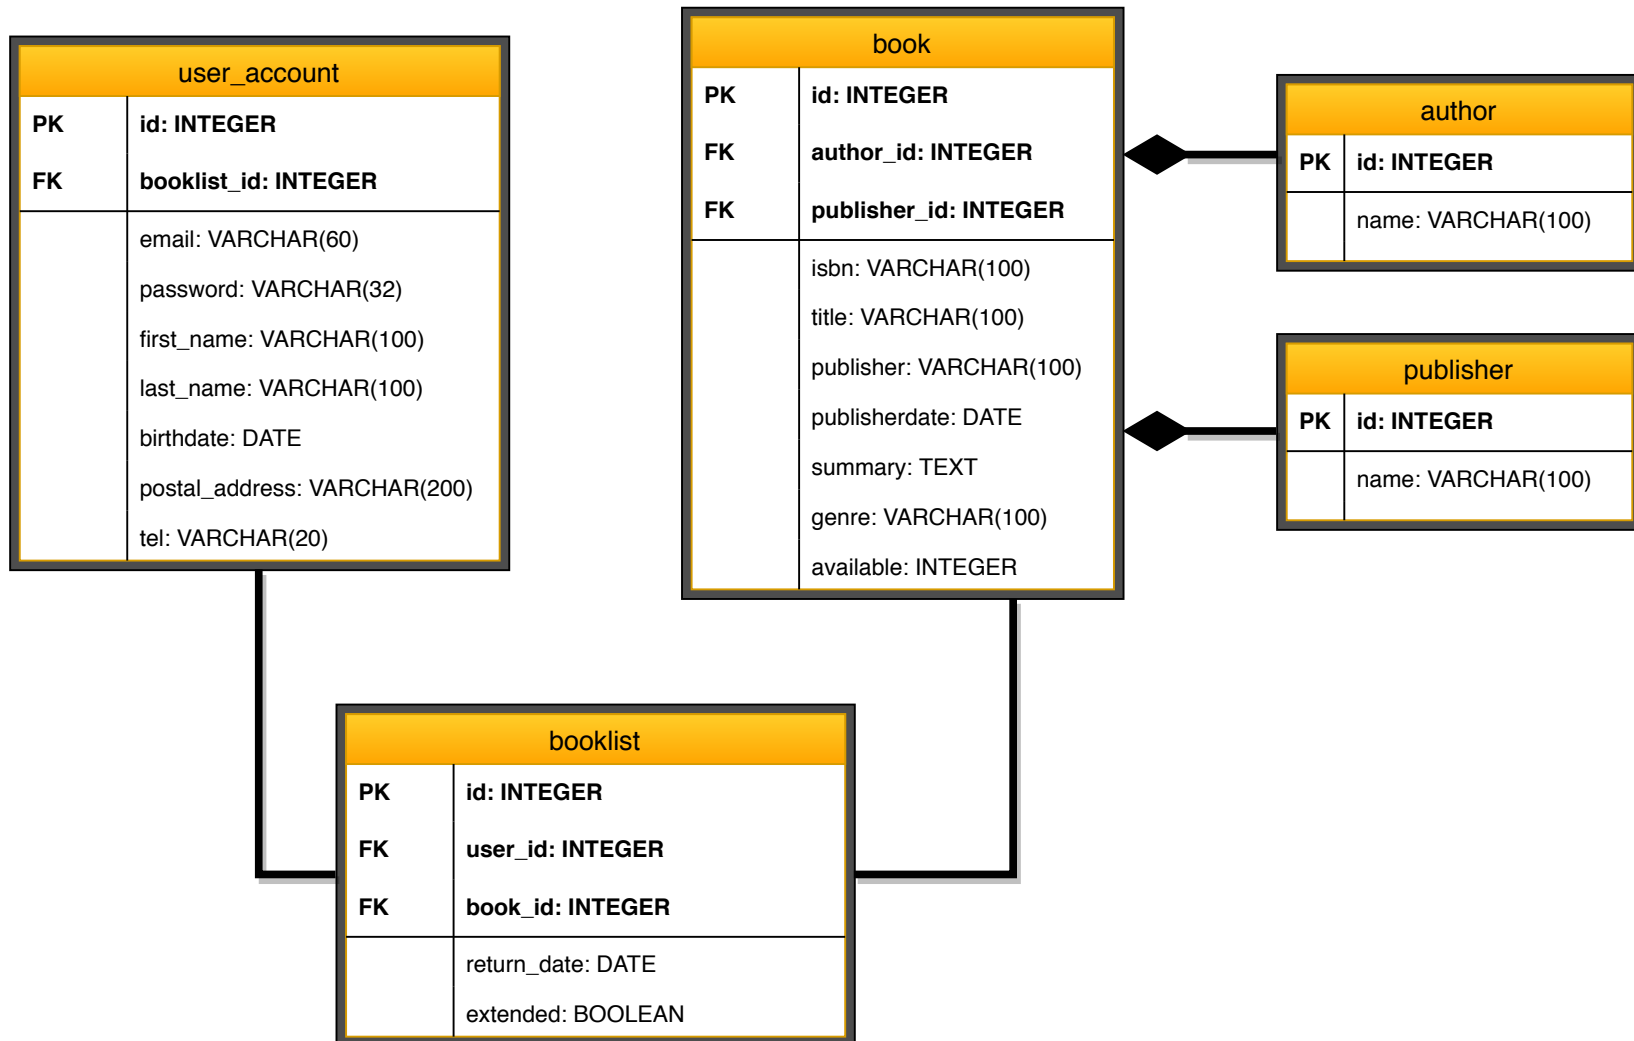 user_account
PK id: INTEGER
FK booklist_id: INTEGER
email: VARCHAR(60)
password: VARCHAR(32)
first_name: VARCHAR(100)
last_name: VARCHAR(100)
birthdate: DATE
postal_address: VARCHAR(200)
tel: VARCHAR(20)
book
PK id: INTEGER
FK author_id: INTEGER
FK publisher_id: INTEGER
isbn: VARCHAR(100)
title: VARCHAR(100)
publisher: VARCHAR(100)
publisherdate: DATE
summary: TEXT
genre: VARCHAR(100)
available: INTEGER
author
PK id: INTEGER
name: VARCHAR(100)
publisher
PK id: INTEGER
name: VARCHAR(100)
booklist
PK id: INTEGER
FK user_id: INTEGER
FK book_id: INTEGER
return_date: DATE
extended: BOOLEAN